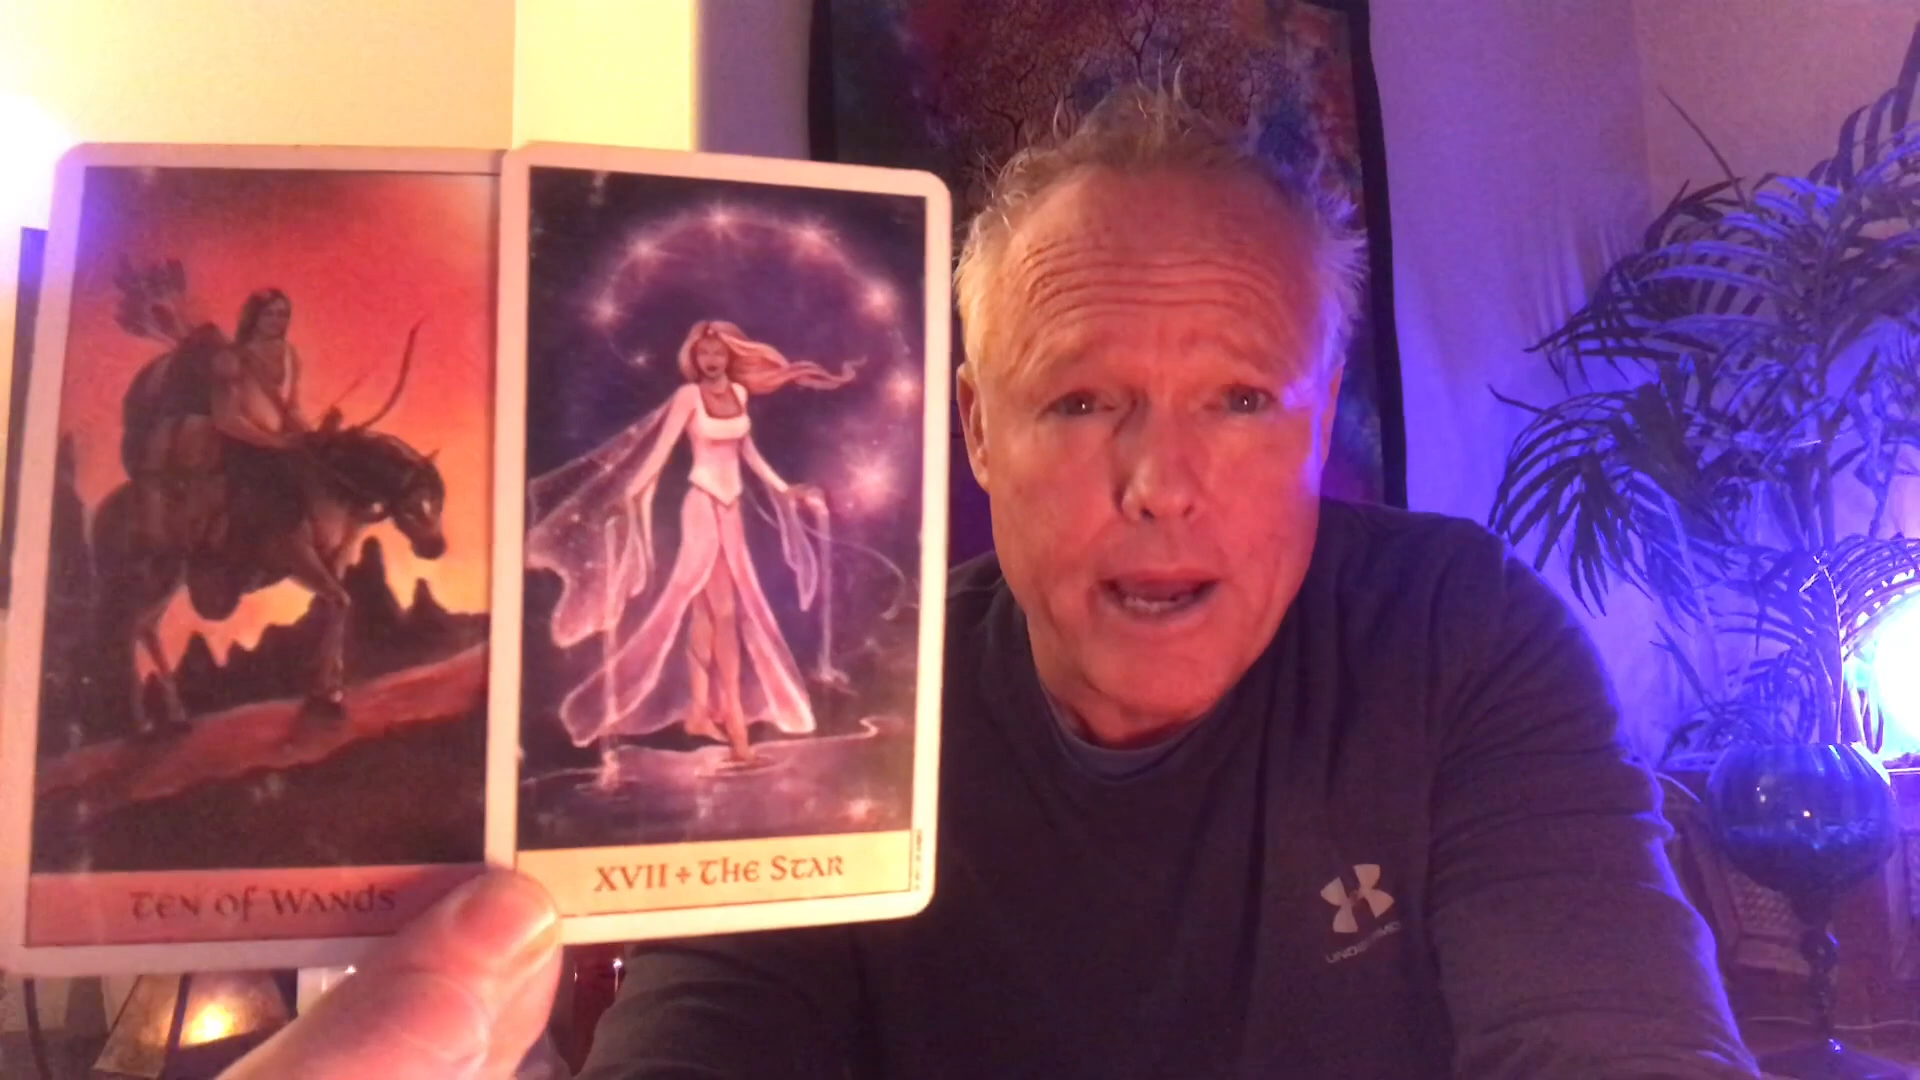 Ten of Wands
XVII + The Star
UNDER ARMOUR